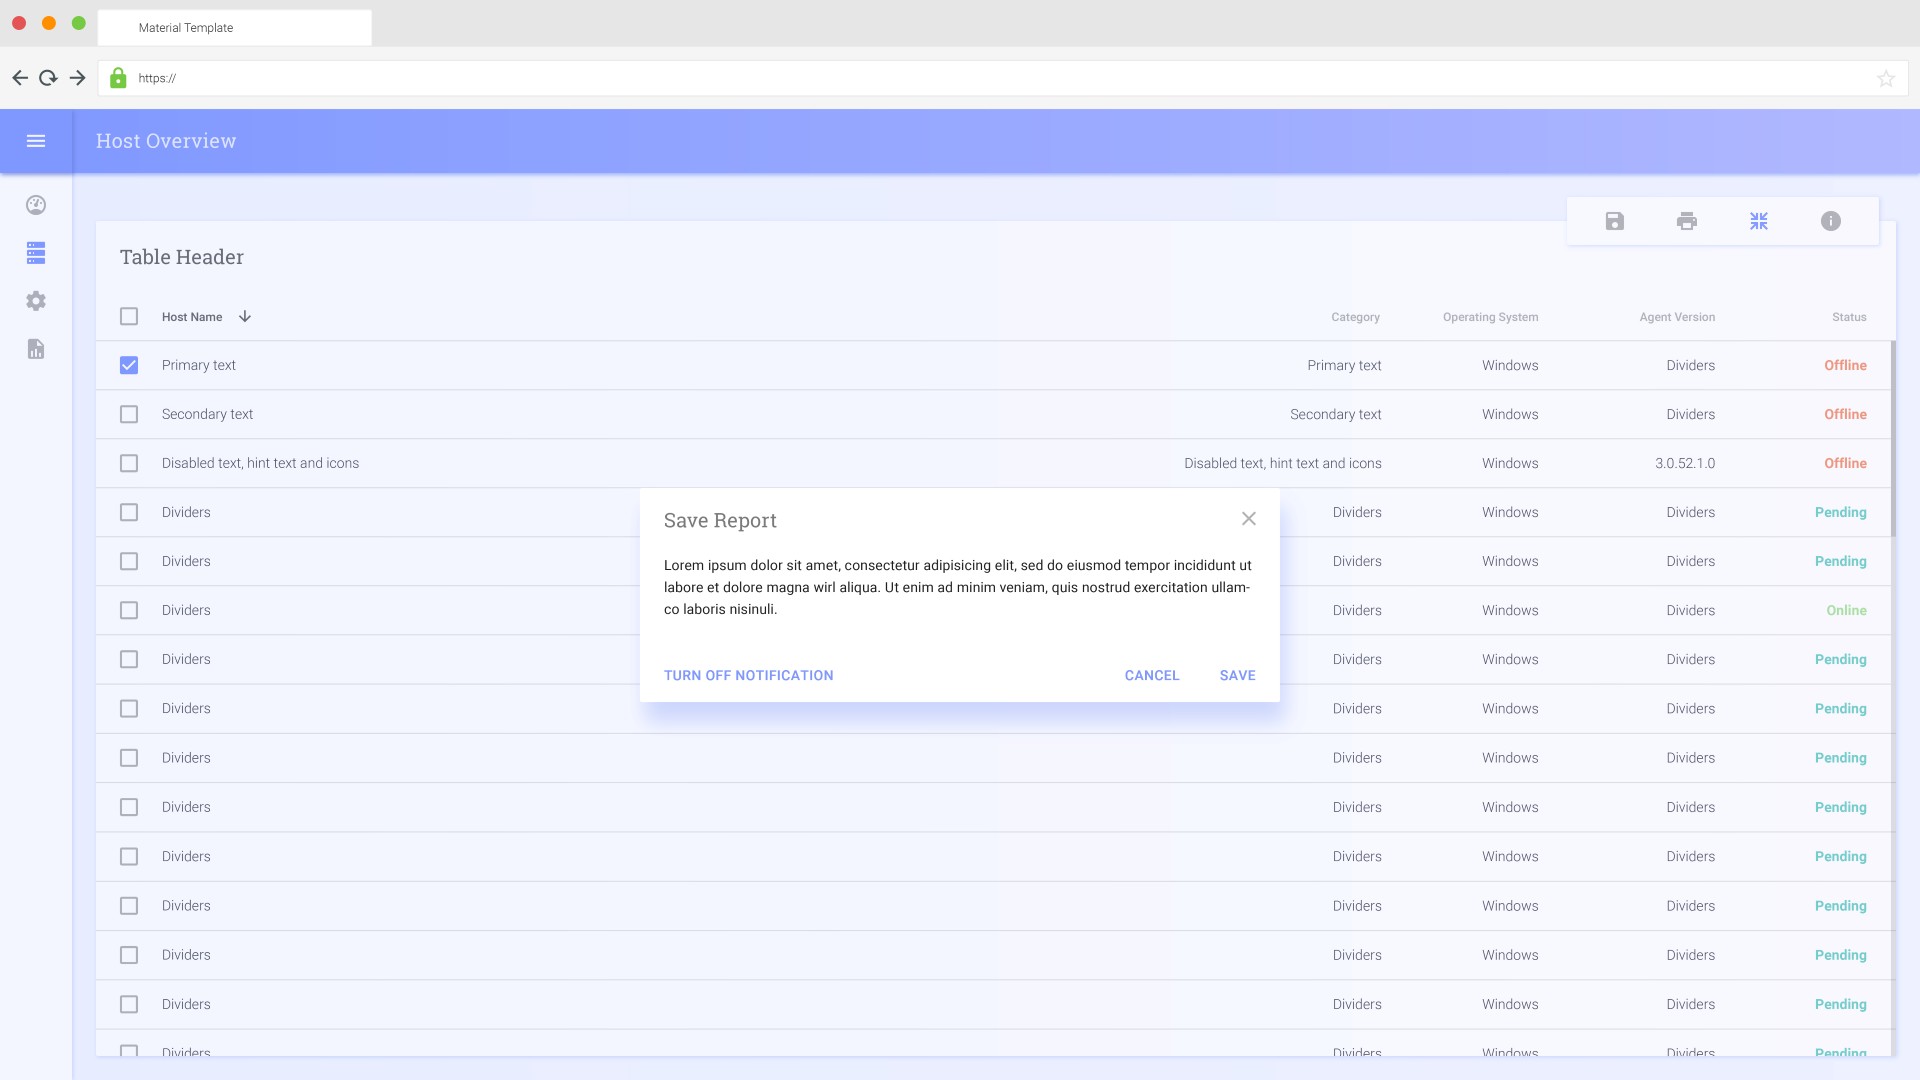 Material Template
https://
Host Overview
Table Header
Host Name Category Operating System Agent Version Status
Primary text Primary text Windows Dividers Offline
Secondary text Secondary text Windows Dividers Offline
Disabled text, hint text and icons Disabled text, hint text and icons Windows 3.0.52.1.0 Offline
Dividers Dividers Windows Dividers Pending
Dividers Dividers Windows Dividers Pending
Dividers Dividers Windows Dividers Online
Dividers Dividers Windows Dividers Pending
Dividers Dividers Windows Dividers Pending
Dividers Dividers Windows Dividers Pending
Dividers Dividers Windows Dividers Pending
Dividers Dividers Windows Dividers Pending
Dividers Dividers Windows Dividers Pending
Dividers Dividers Windows Dividers Pending
Dividers Dividers Windows Dividers Pending
Dividers Dividers Windows Dividers Pending
Save Report
Lorem ipsum dolor sit amet, consectetur adipisicing elit, sed do eiusmod tempor incididunt ut
labore et dolore magna wirl aliqua. Ut enim ad minim veniam, quis nostrud exercitation ullam-
co laboris nisinuli.
TURN OFF NOTIFICATION CANCEL SAVE